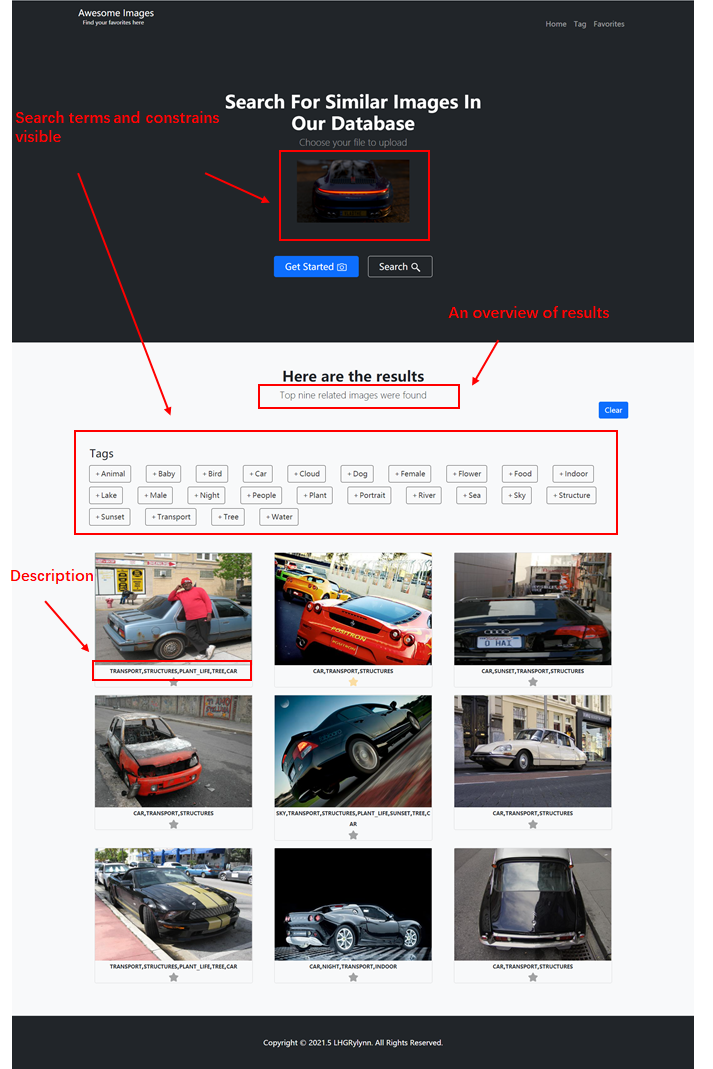 Awesome Images
Find your favorites here
Home Tag Favorites
Search For Similar Images In
Our Database
Search terms and constrains
visible
Choose your file to upload
Get Started
Search
An overview of results
Here are the results
Top nine related images were found
Clear
Tags
+ Animal + Baby + Bird + Car + Cloud + Dog + Female + Flower + Food + Indoor
+ Lake + Male + Night + People + Plant + Portrait + River + Sea + Sky + Structure
+ Sunset + Transport + Tree + Water
Description
O HAI
TRANSPORT,STRUCTURES,PLANT_LIFE,TREE,CAR
CAR,TRANSPORT,STRUCTURES
CAR,SUNSET,TRANSPORT,STRUCTURES
CAR,TRANSPORT,STRUCTURES
SKY,TRANSPORT,STRUCTURES,PLANT_LIFE,SUNSET,TREE,C
AR
CAR,TRANSPORT,STRUCTURES
TRANSPORT,STRUCTURES,PLANT_LIFE,TREE,CAR
CAR,NIGHT,TRANSPORT,INDOOR
CAR,TRANSPORT,STRUCTURES
Copyright © 2021.5 LHGRylynn. All Rights Reserved.